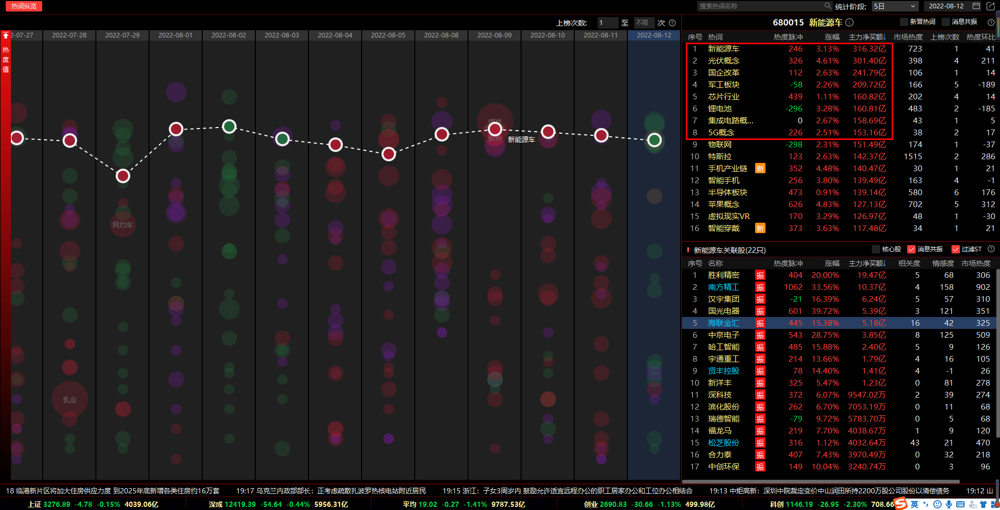 热词纵览
搜索热词名称 统计阶段: 5日 2022-08-12
上榜次数: 1 至 不限 次 ?
680015 新能源车 新晋热词 消息共振 ?
2-07-27 2022-07-28 2022-07-29 2022-08-01 2022-08-02 2022-08-03 2022-08-04 2022-08-05 2022-08-08 2022-08-09 2022-08-10 2022-08-11 2022-08-12
热度值
新能源车
板块
网约车
乳业
序号 热词 热度脉冲 涨幅 主力净买额↓ 市场热度 上榜次数 热度环比
1 新能源车 246 3.13% 316.32亿 723 1 41
2 光伏概念 326 4.61% 301.40亿 398 4 211
3 国企改革 112 2.63% 241.79亿 106 1 14
4 军工板块 -58 2.26% 209.72亿 166 5 -189
5 芯片行业 439 1.11% 160.82亿 202 4 14
6 锂电池 -296 3.28% 160.81亿 483 2 -185
7 集成电路概... 0 2.67% 158.69亿 43 1 5
8 5G概念 226 2.51% 153.16亿 38 2 17
9 物联网 -298 2.31% 151.49亿 174 1 -37
10 特斯拉 123 2.63% 142.37亿 1515 2 286
11 手机产业链 新 352 4.48% 140.47亿 30 1 21
12 智能手机 256 3.80% 139.49亿 163 4 -1
13 半导体板块 473 0.91% 139.14亿 580 6 176
14 苹果概念 626 4.83% 127.13亿 702 5 312
15 虚拟现实VR 170 3.29% 126.97亿 48 1 -30
16 智能穿戴 新 373 3.63% 117.48亿 34 1 21
新能源车关联股(22只) 核心股 消息共振 过滤ST ?
序号 名称 热度脉冲 涨幅 主力净买额↓ 相关度 情感度 市场热度
1 胜利精密 振 404 20.00% 19.47亿 5 68 306
2 南方精工 振 1062 33.56% 10.37亿 4 158 902
3 汉宇集团 振 -21 16.39% 6.24亿 5 57 310
4 国光电器 振 601 39.72% 5.39亿 3 121 351
5 海联金汇 振 445 15.38% 5.18亿 16 42 325
6 中京电子 振 543 28.75% 3.85亿 8 125 509
7 哈工智能 振 485 15.88% 2.40亿 5 9 126
8 宇通重工 振 214 13.66% 1.79亿 4 16 105
9 贤丰控股 振 78 14.40% 1.41亿 4 -1 26
10 新洋丰 振 325 5.47% 1.23亿 0 81 278
11 深科技 振 372 6.07% 9547.02万 2 39 274
12 滨化股份 振 262 6.70% 7053.19万 0 11 68
13 瑞德智能 振 -79 9.72% 5783.70万 0 5 68
14 福龙马 振 219 7.70% 4038.67万 1 9 120
15 松芝股份 振 316 1.12% 4032.64万 43 21 470
16 合力泰 振 407 7.43% 3970.49万 0 32 218
17 中创环保 振 149 10.04% 3240.74万 0 3 96
18 临港新片区将加大住房供应力度 到2025年底新增各类住房约16万套 19:17 乌克兰内政部部长：正考虑疏散扎波罗热核电站附近居民 19:15 浙江：子女3周岁内 鼓励允许适宜远程办公的职工居家办公和工位办公相结合 19:13 中炬高新：深圳中院裁定变价中山润田所持2200万股公司股份以清偿债务 19:12 山
上证 3276.89 -4.78 -0.15% 4039.06亿 深成 12419.39 -54.64 -0.44% 5956.31亿 平均 19.02 -0.27 -1.41% 9787.53亿 创业 2690.83 -30.66 -1.13% 499.98亿 科创 1146.19 -26.95 -2.30% 708.66 英